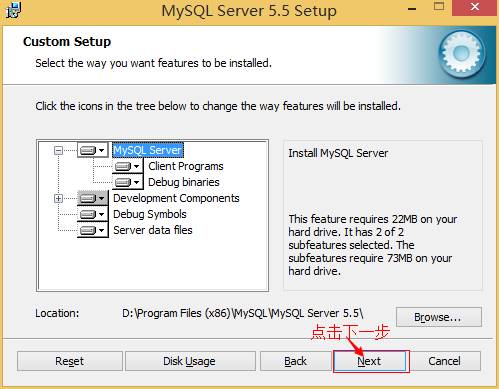 MySQL Server 5.5 Setup
Custom Setup
Select the way you want features to be installed.
Click the icons in the tree below to change the way features will be installed.
MySQL Server
Client Programs
Debug binaries
Development Components
Debug Symbols
Server data files
Install MySQL Server
This feature requires 22MB on your
hard drive. It has 2 of 2
subfeatures selected. The
subfeatures require 73MB on your
hard drive.
Location: D:\Program Files (x86)\MySQL\MySQL Server 5.5\
Browse...
点击下一步
Reset Disk Usage Back Next Cancel